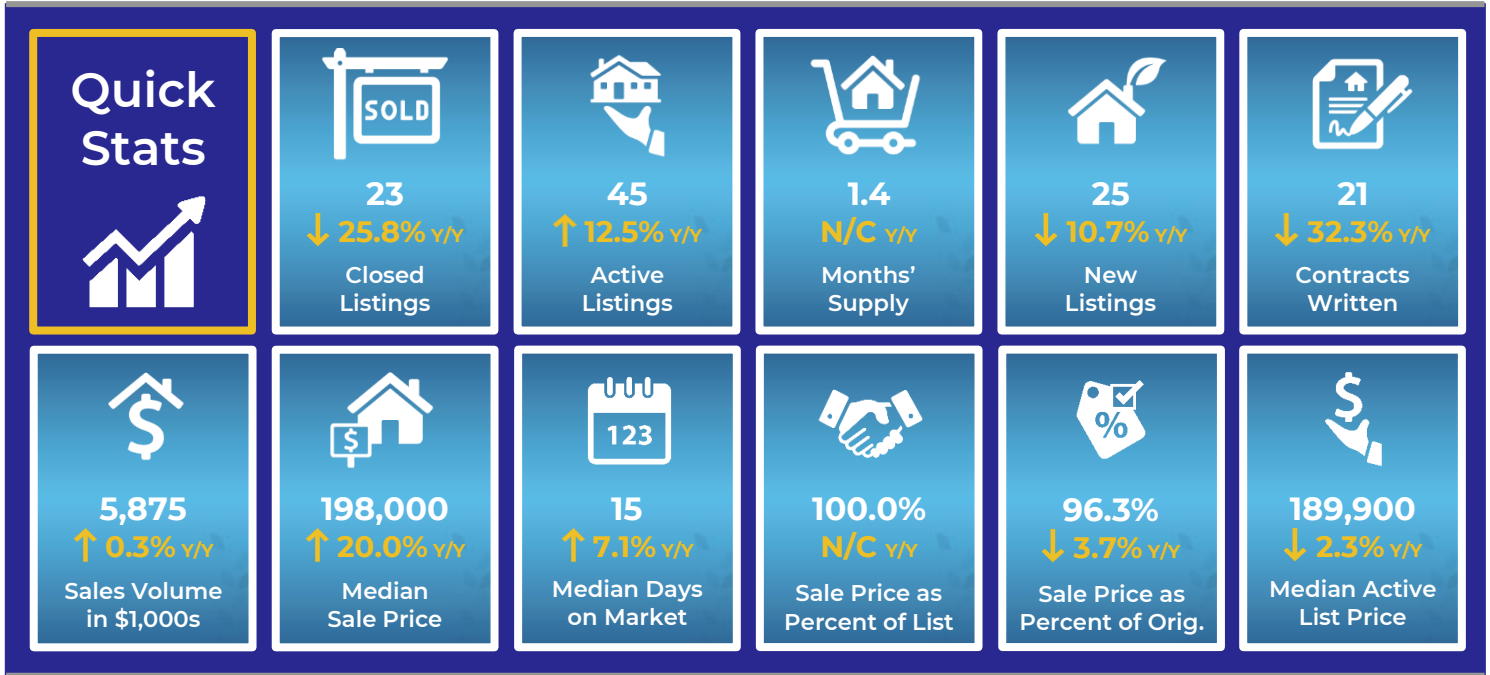 Quick
Stats
SOLD
23
↓ 25.8% Y/Y
Closed
Listings
45
↑ 12.5% Y/Y
Active
Listings
1.4
N/C Y/Y
Months’
Supply
25
↓ 10.7% Y/Y
New
Listings
21
↓ 32.3% Y/Y
Contracts
Written
$
5,875
↑ 0.3% Y/Y
Sales Volume
in $1,000s
$
198,000
↑ 20.0% Y/Y
Median
Sale Price
123
15
↑ 7.1% Y/Y
Median Days
on Market
100.0%
N/C Y/Y
Sale Price as
Percent of List
%
96.3%
↓ 3.7% Y/Y
Sale Price as
Percent of Orig.
$
189,900
↓ 2.3% Y/Y
Median Active
List Price